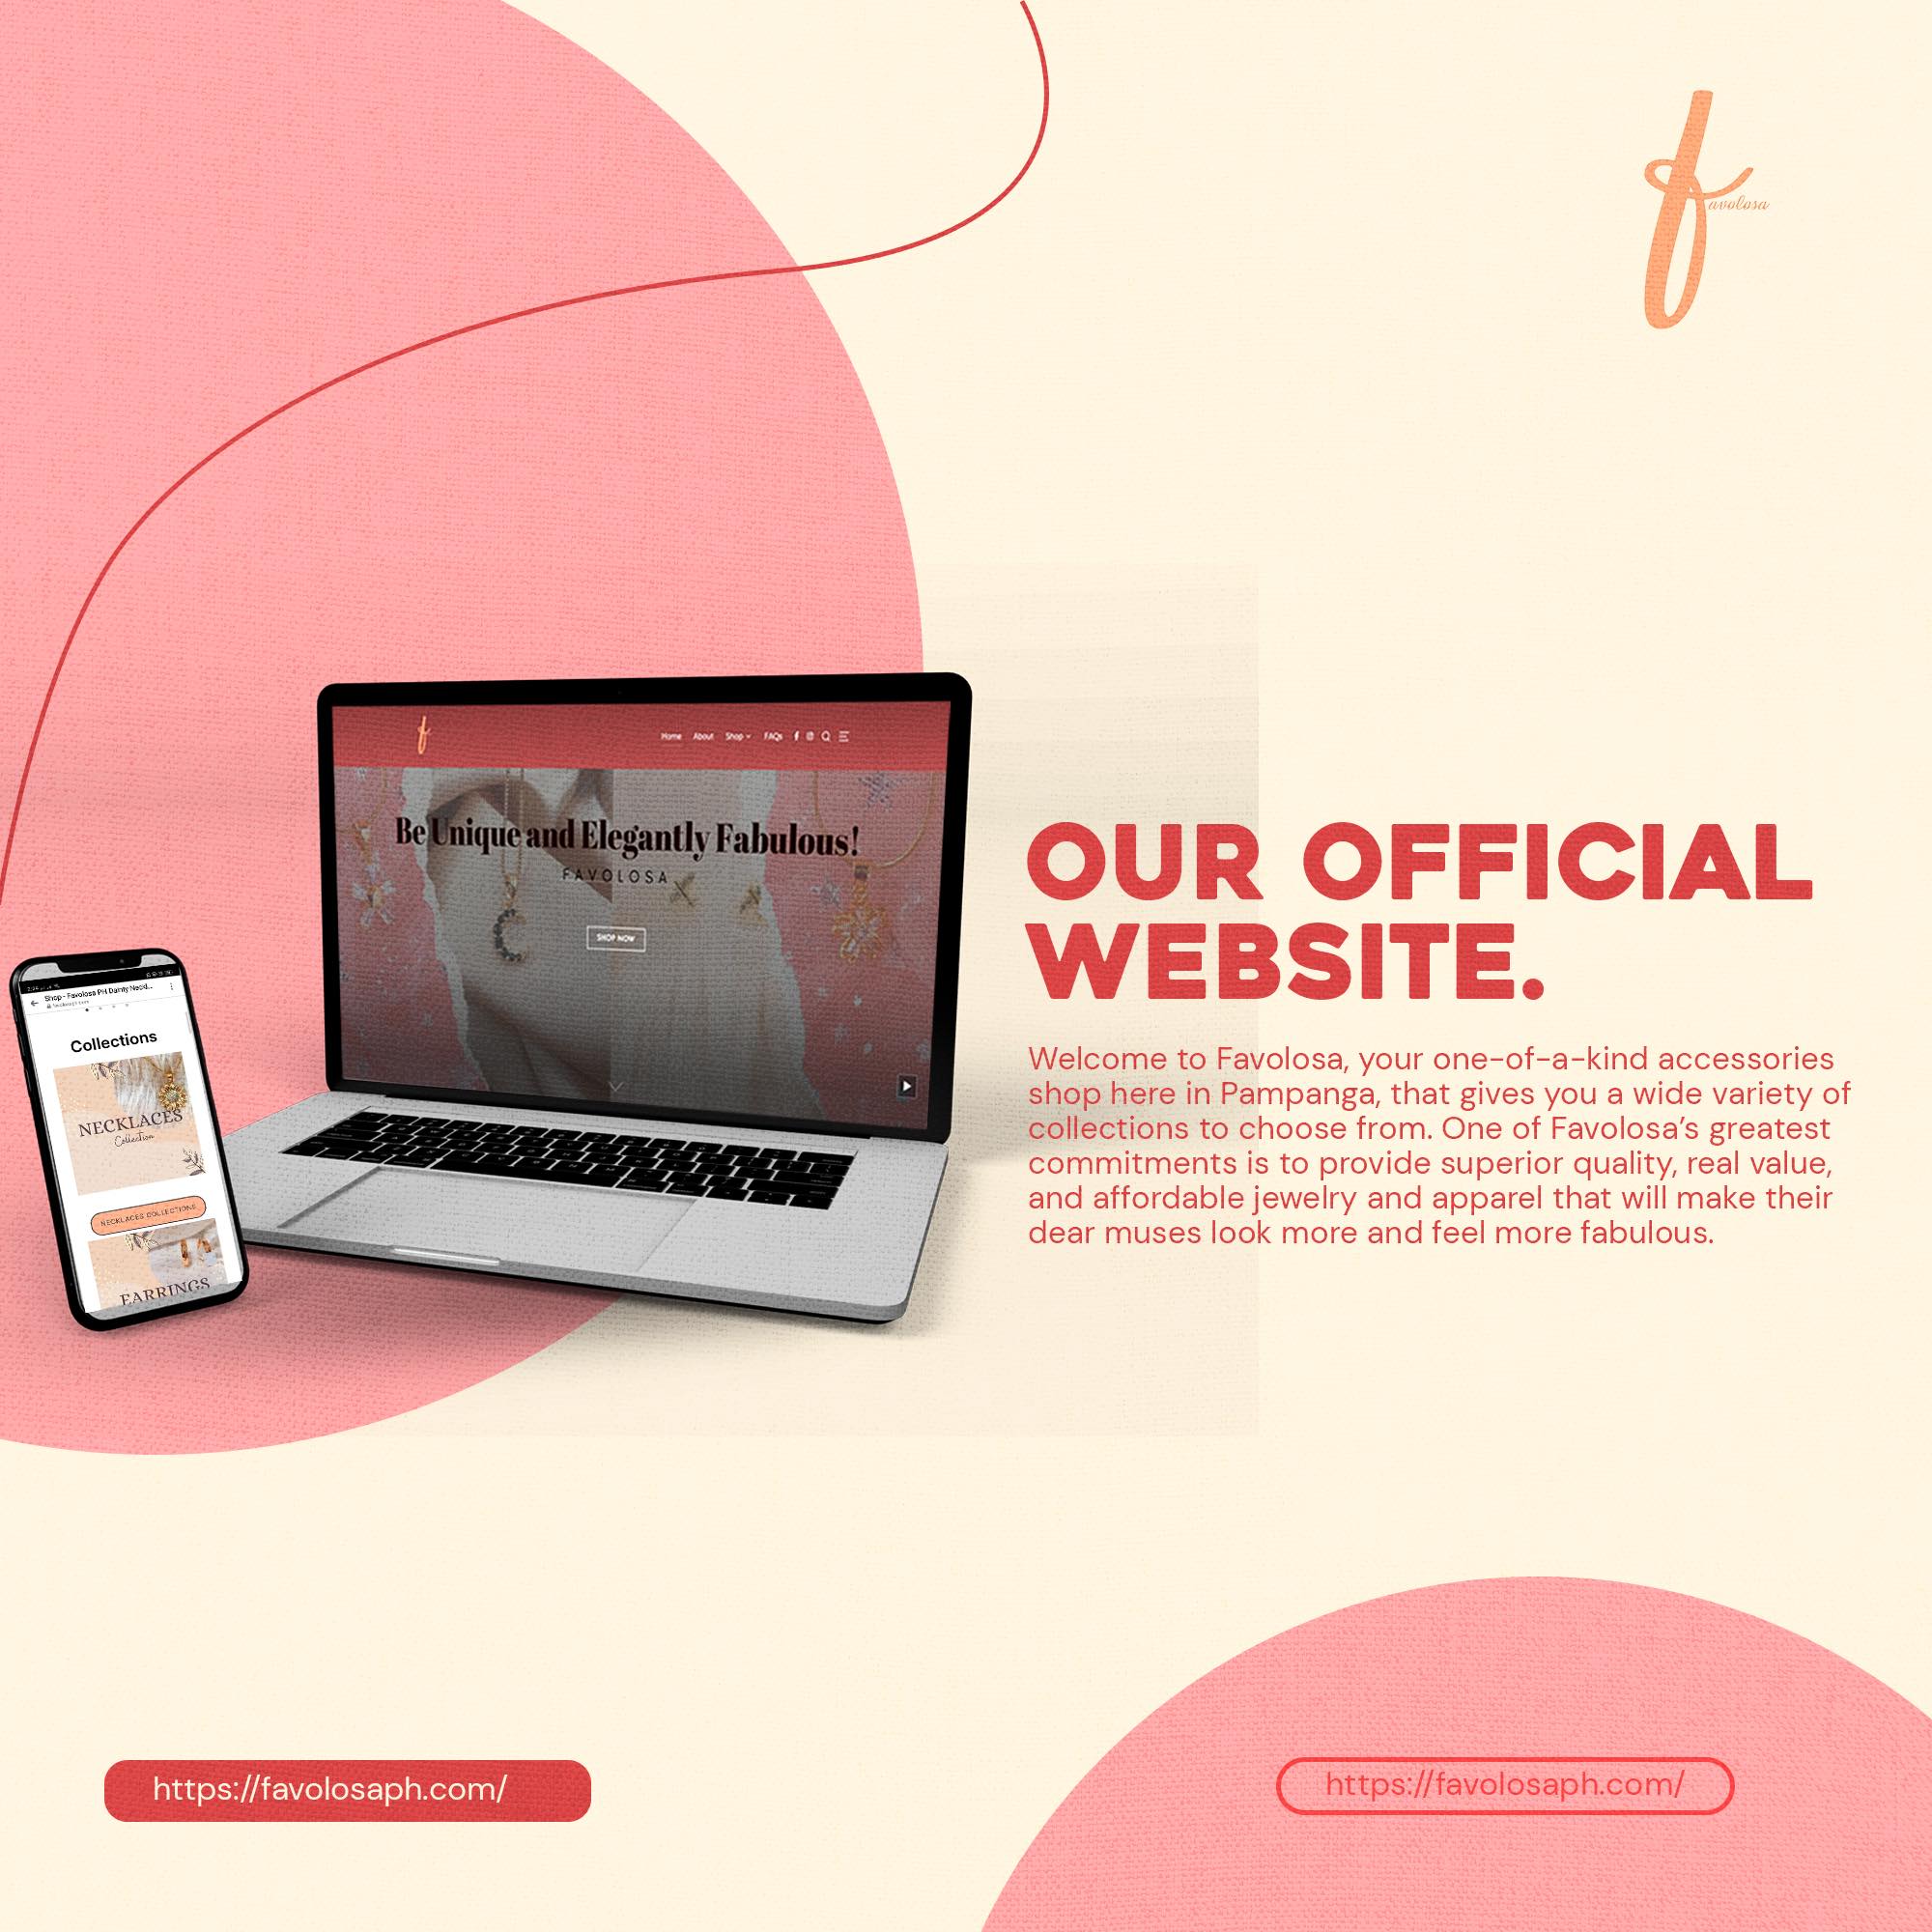 favolosa
Home About Shop FAQs
Be Unique and Elegantly Fabulous!
FAVOLOSA
SHOP NOW
Shop - Favolosa PH Dainty Neckl...
Collections
NECKLACES
Collection
NECKLACES COLLECTIONS
EARRINGS
OUR OFFICIAL
WEBSITE.
Welcome to Favolosa, your one-of-a-kind accessories
shop here in Pampanga, that gives you a wide variety of
collections to choose from. One of Favolosa’s greatest
commitments is to provide superior quality, real value,
and affordable jewelry and apparel that will make their
dear muses look more and feel more fabulous.
https://favolosaph.com/
https://favolosaph.com/